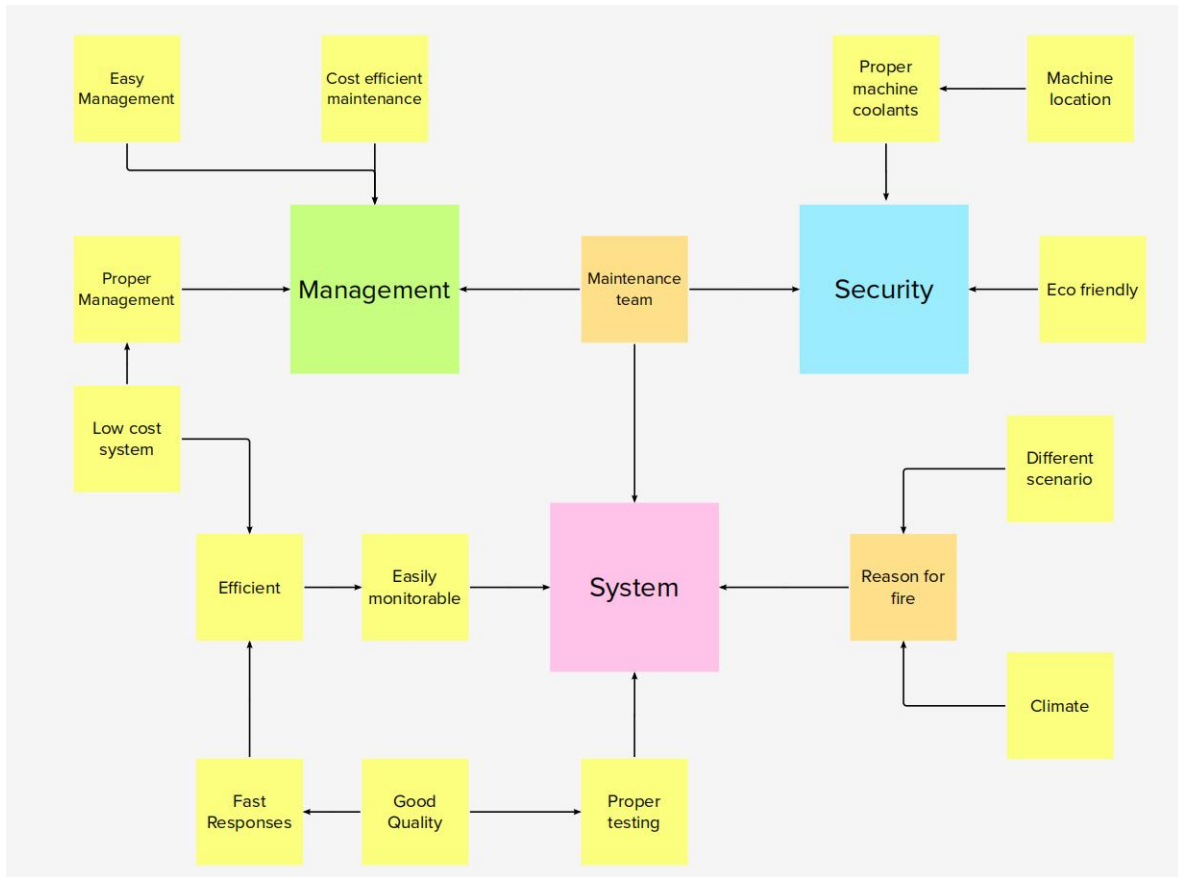 Easy
Management
Cost efficient
maintenance
Proper
machine
coolants
Machine
location
Proper
Management
Management
Maintenance
team
Security
Eco friendly
Low cost
system
Different
scenario
Efficient
Easily
monitorable
System
Reason for
fire
Climate
Fast
Responses
Good
Quality
Proper
testing